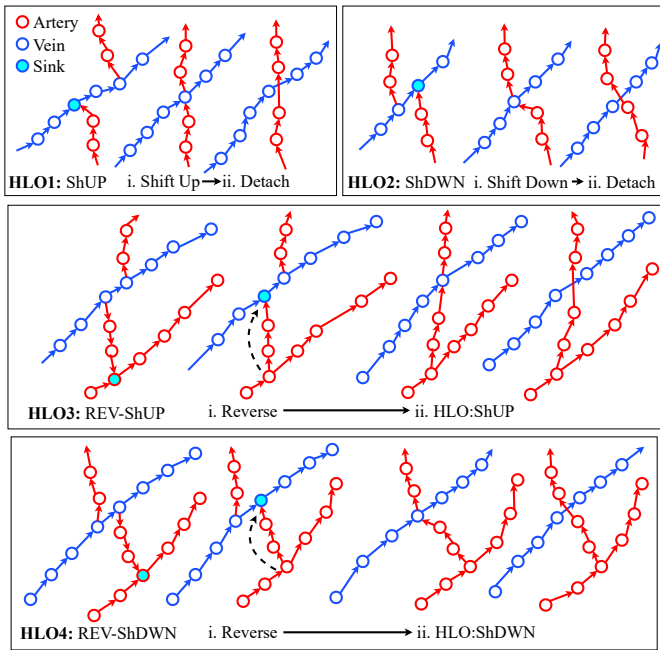 Artery
Vein
Sink
HLO1: ShUP i. Shift Up ii. Detach
HLO2: ShDWN i. Shift Down ii. Detach
HLO3: REV-ShUP i. Reverse ii. HLO:ShUP
HLO4: REV-ShDWN i. Reverse ii. HLO:ShDWN